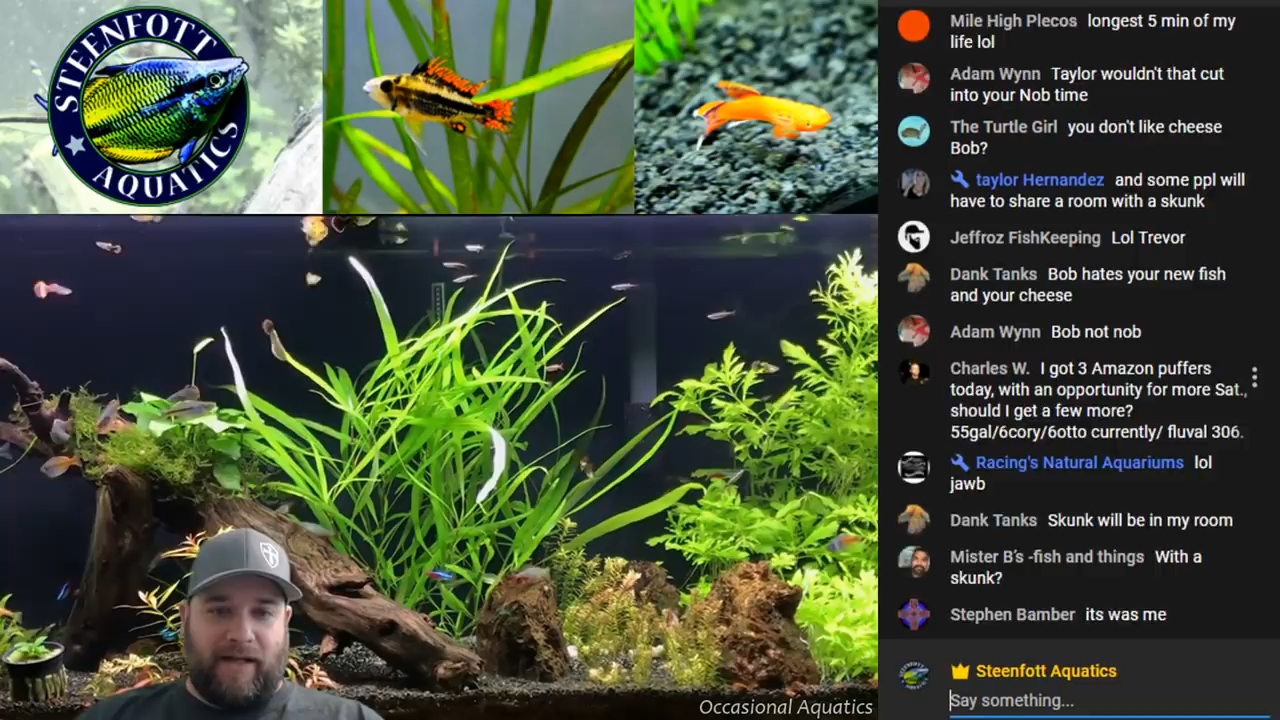 STEENFOTT
AQUATICS
Mile High Plecos longest 5 min of my
life lol
Adam Wynn Taylor wouldn't that cut
into your Nob time
The Turtle Girl you don't like cheese
Bob?
taylor Hernandez and some ppl will
have to share a room with a skunk
Jeffroz FishKeeping Lol Trevor
Dank Tanks Bob hates your new fish
and your cheese
Adam Wynn Bob not nob
Charles W. I got 3 Amazon puffers
today, with an opportunity for more Sat.,
should I get a few more?
55gal/6cory/6otto currently/ fluval 306.
Racing's Natural Aquariums lol
jawb
Dank Tanks Skunk will be in my room
Mister B's -fish and things With a
skunk?
Stephen Bamber its was me
Steenfott Aquatics
Say something...
Occasional Aquatics